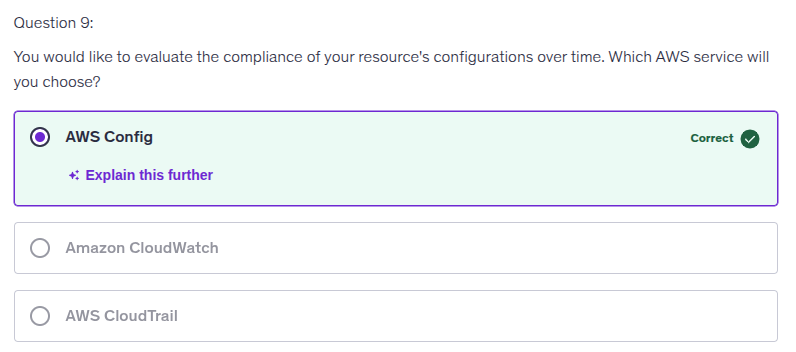 Question 9:
You would like to evaluate the compliance of your resource's configurations over time. Which AWS service will
you choose?
AWS Config
Correct
Explain this further
Amazon CloudWatch
AWS CloudTrail